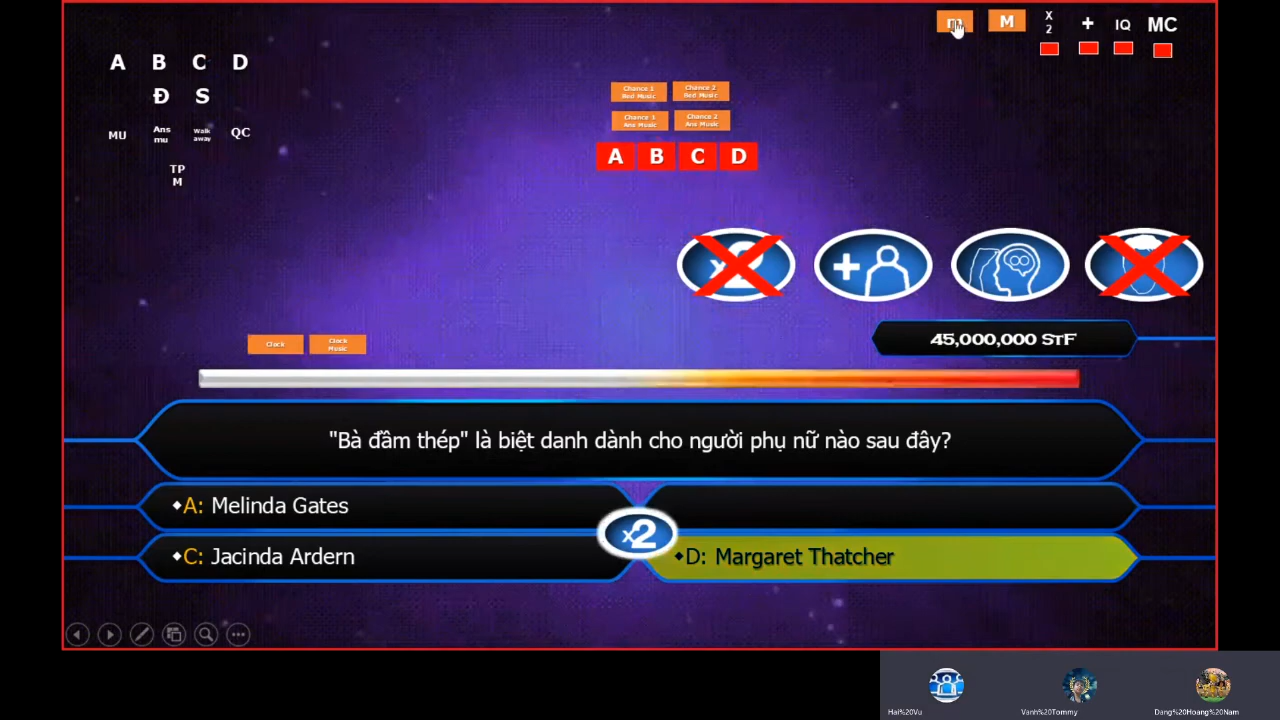 m M X 2 + IQ MC
A B C D
Đ S
MU Ans mu Walk away QC
TP M
Chance 1 Red Music Chance 2 Red Music
Chance 1 Ans Music Chance 2 Ans Music
A B C D
x2 +
45,000,000 STF
Clock Clock Music
"Bà đầm thép" là biệt danh dành cho người phụ nữ nào sau đây?
A: Melinda Gates
x2
C: Jacinda Ardern D: Margaret Thatcher
Hai%20Vu Vanh%20Tommy Dang%20Hoang%20Nam